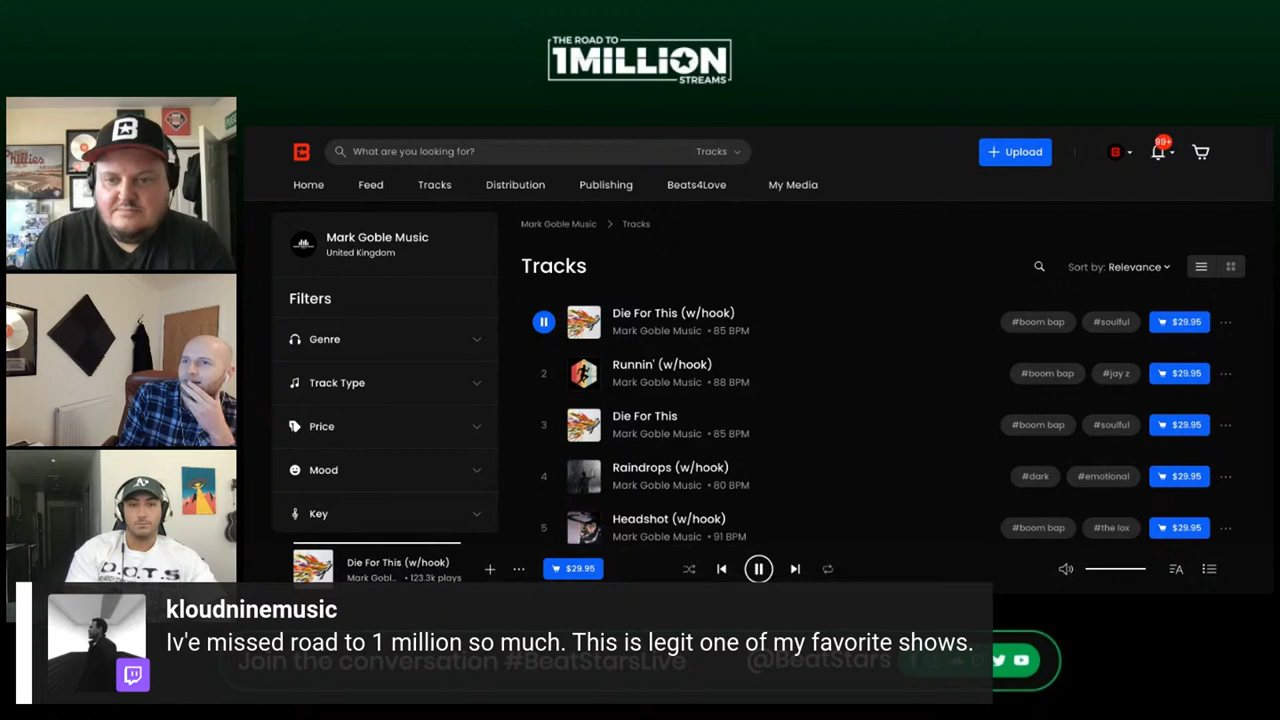 THE ROAD TO
1MILLION
STREAMS
Phillies
B
What are you looking for?
Tracks
+ Upload
99+
Home
Feed
Tracks
Distribution
Publishing
Beats4Love
My Media
Mark Goble Music
United Kingdom
Filters
Genre
Track Type
Price
Mood
Key
Mark Goble Music > Tracks
Tracks
Sort by: Relevance
Die For This (w/hook)
Mark Goble Music • 85 BPM
#boom bap
#soulful
$29.95
2
Runnin' (w/hook)
Mark Goble Music • 88 BPM
#boom bap
#jay z
$29.95
3
Die For This
Mark Goble Music • 85 BPM
#boom bap
#soulful
$29.95
4
Raindrops (w/hook)
Mark Goble Music • 80 BPM
#dark
#emotional
$29.95
5
Headshot (w/hook)
Mark Goble Music • 91 BPM
#boom bap
#the lox
$29.95
Die For This (w/hook)
Mark Gobl... • 123.3k plays
$29.95
A's
D.O.T.S
kloudninemusic
Iv'e missed road to 1 million so much. This is legit one of my favorite shows.
Join the conversation #BeatStarsLive
@BeatStars